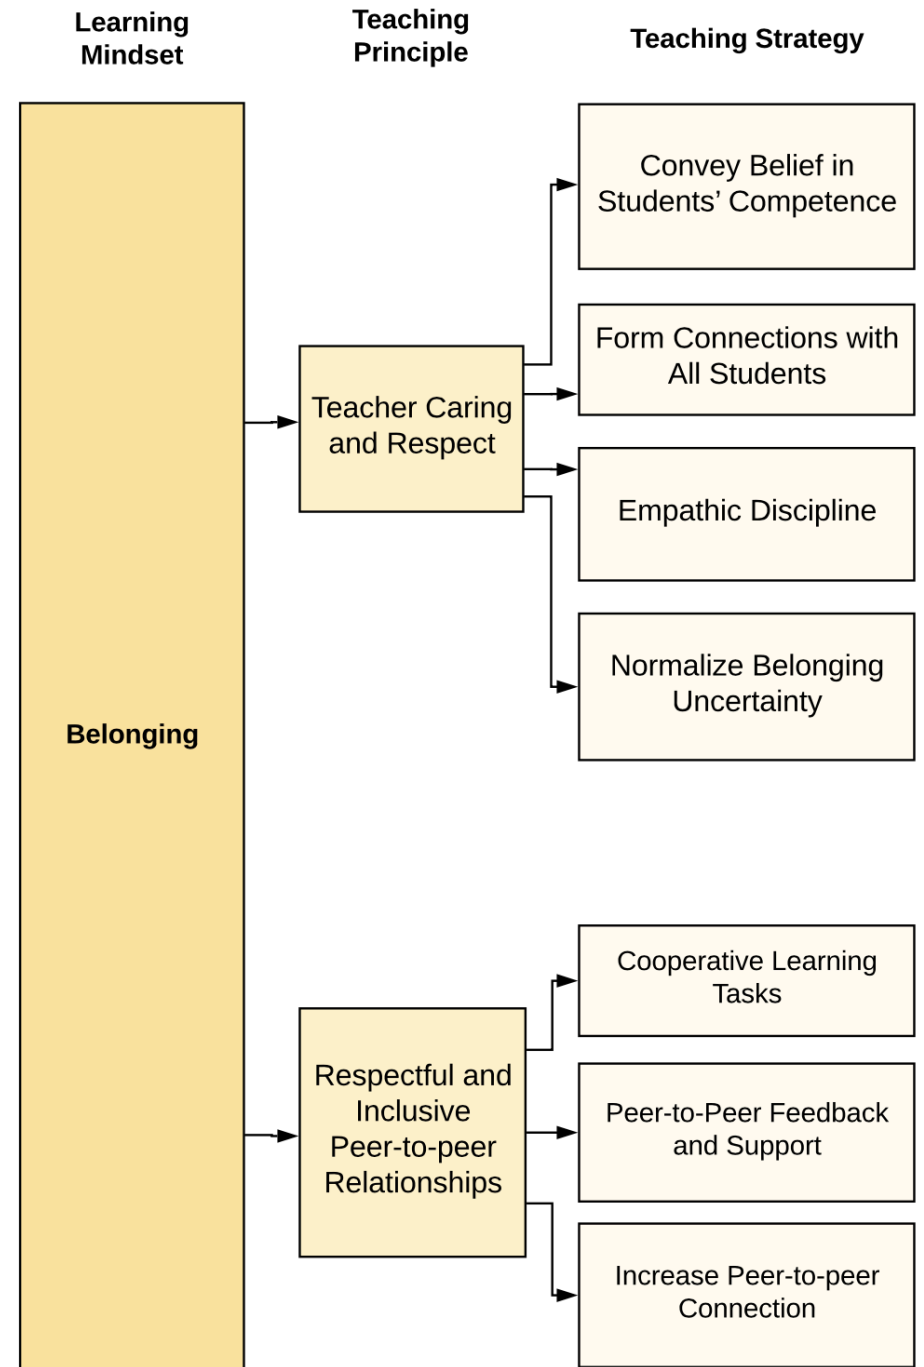 Learning
Mindset
Teaching
Principle
Teaching Strategy
Belonging
Teacher Caring
and Respect
Convey Belief in
Students’ Competence
Form Connections with
All Students
Empathic Discipline
Normalize Belonging
Uncertainty
Respectful and
Inclusive
Peer-to-peer
Relationships
Cooperative Learning
Tasks
Peer-to-Peer Feedback
and Support
Increase Peer-to-peer
Connection